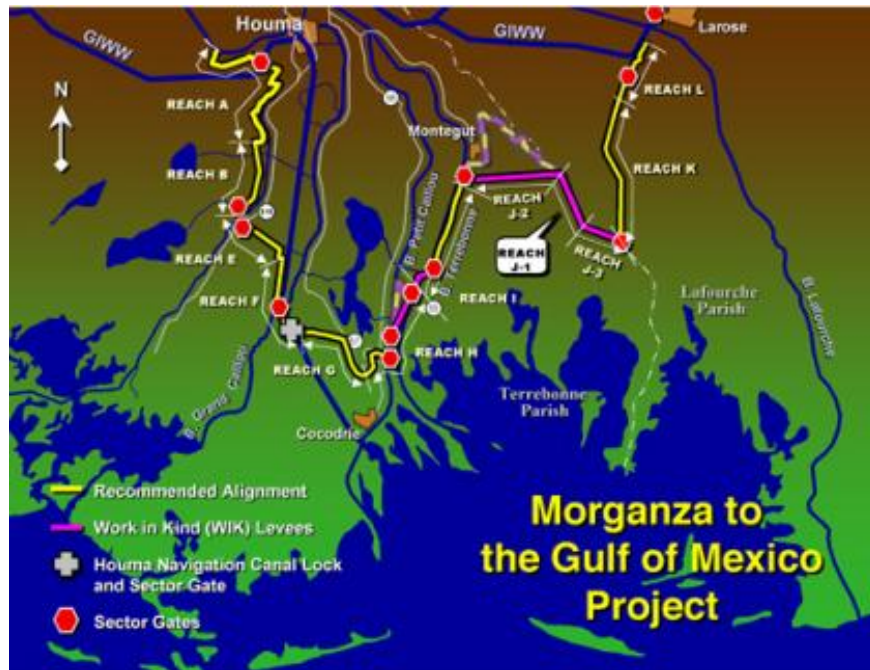 Houma
GIWW
GIWW
Larose
N
REACH A
REACH L
Montegut
REACH K
REACH B
REACH
J-2
B. Petit Caillou
B. Terrebonne
REACH
J-1
REACH
J-3
REACH E
REACH F
REACH I
Lafourche
Parish
B. Lafourche
REACH G
REACH H
B. Grand Caillou
Terrebonne
Parish
Cocodrie
Recommended Alignment
Work in Kind (WIK) Levees
Houma Navigation Canal Lock
and Sector Gate
Sector Gates
Morganza to
the Gulf of Mexico
Project